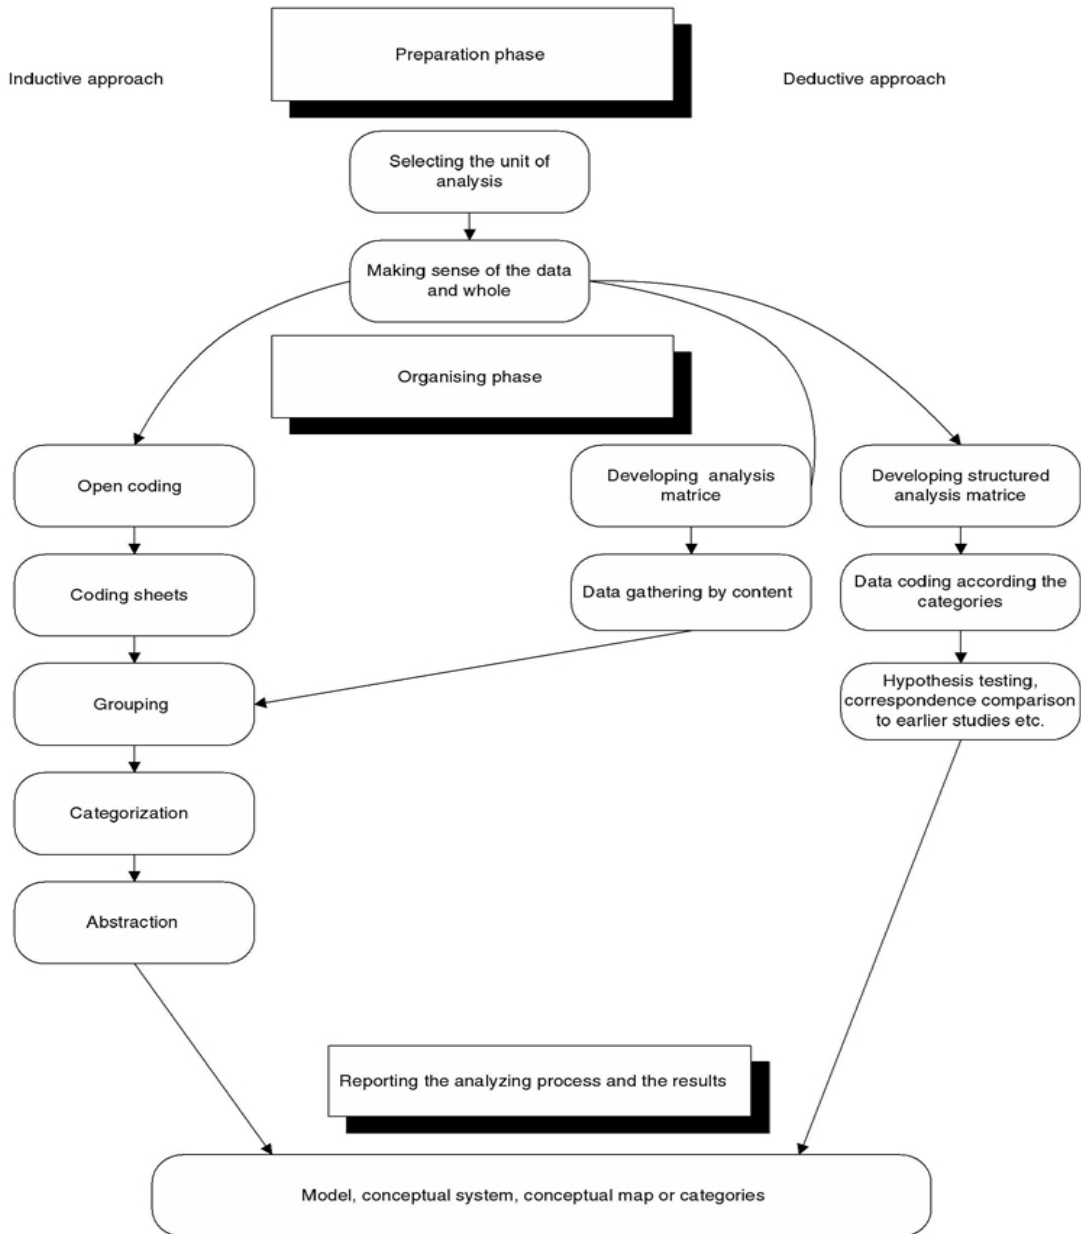 Preparation phase
Inductive approach
Deductive approach
Selecting the unit of
analysis
Making sense of the data
and whole
Organising phase
Open coding
Developing analysis
matrice
Developing structured
analysis matrice
Coding sheets
Data gathering by content
Data coding according the
categories
Grouping
Hypothesis testing,
correspondence comparison
to earlier studies etc.
Categorization
Abstraction
Reporting the analyzing process and the results
Model, conceptual system, conceptual map or categories